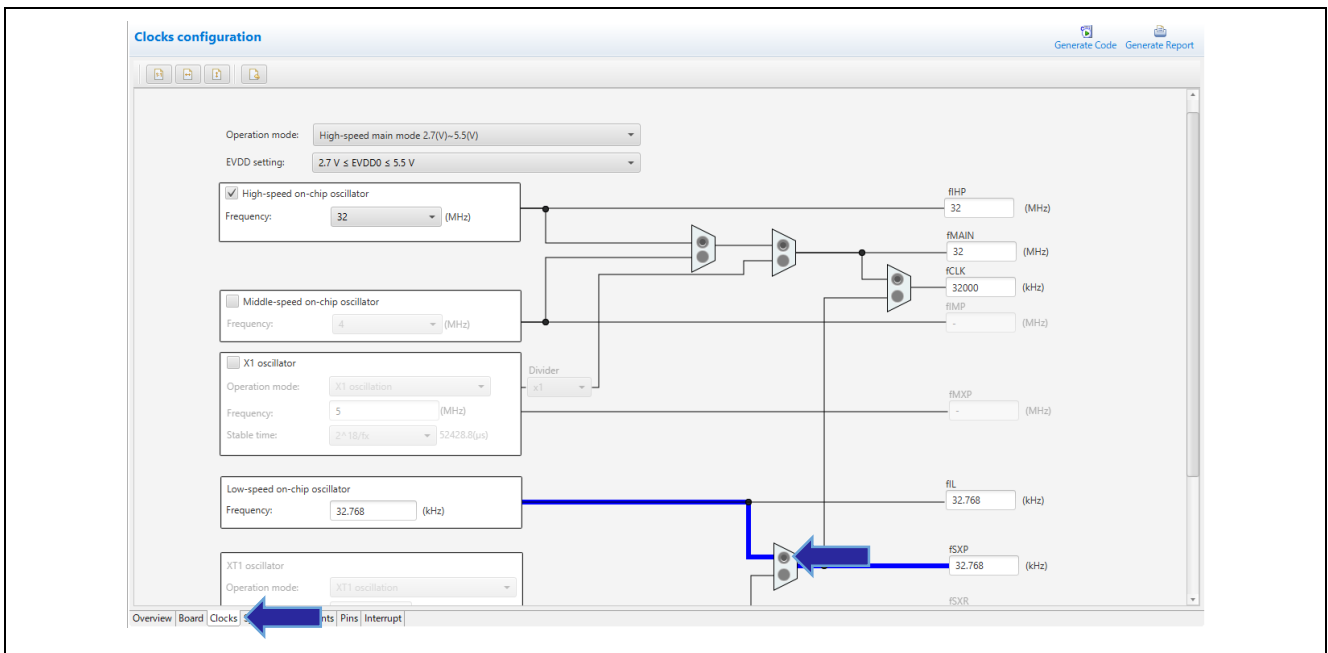 Clocks configuration
Generate Code Generate Report
Operation mode: High-speed main mode 2.7(V)~5.5(V)
EVDD setting: 2.7 V ≤ EVDD0 ≤ 5.5 V
High-speed on-chip oscillator
Frequency: 32 (MHz)
fIHP
32 (MHz)
fMAIN
32 (MHz)
fCLK
32000 (kHz)
Middle-speed on-chip oscillator
Frequency: 4 (MHz)
fIMP
- (MHz)
X1 oscillator
Operation mode: X1 oscillation
Frequency: 5 (MHz)
Stable time: 2^18/fx 52428.8(μs)
Divider
x1
fMXP
- (MHz)
Low-speed on-chip oscillator
Frequency: 32.768 (kHz)
fIL
32.768 (kHz)
fSXP
32.768 (kHz)
XT1 oscillator
Operation mode: XT1 oscillation
fSXR
Overview Board Clocks nts Pins Interrupt